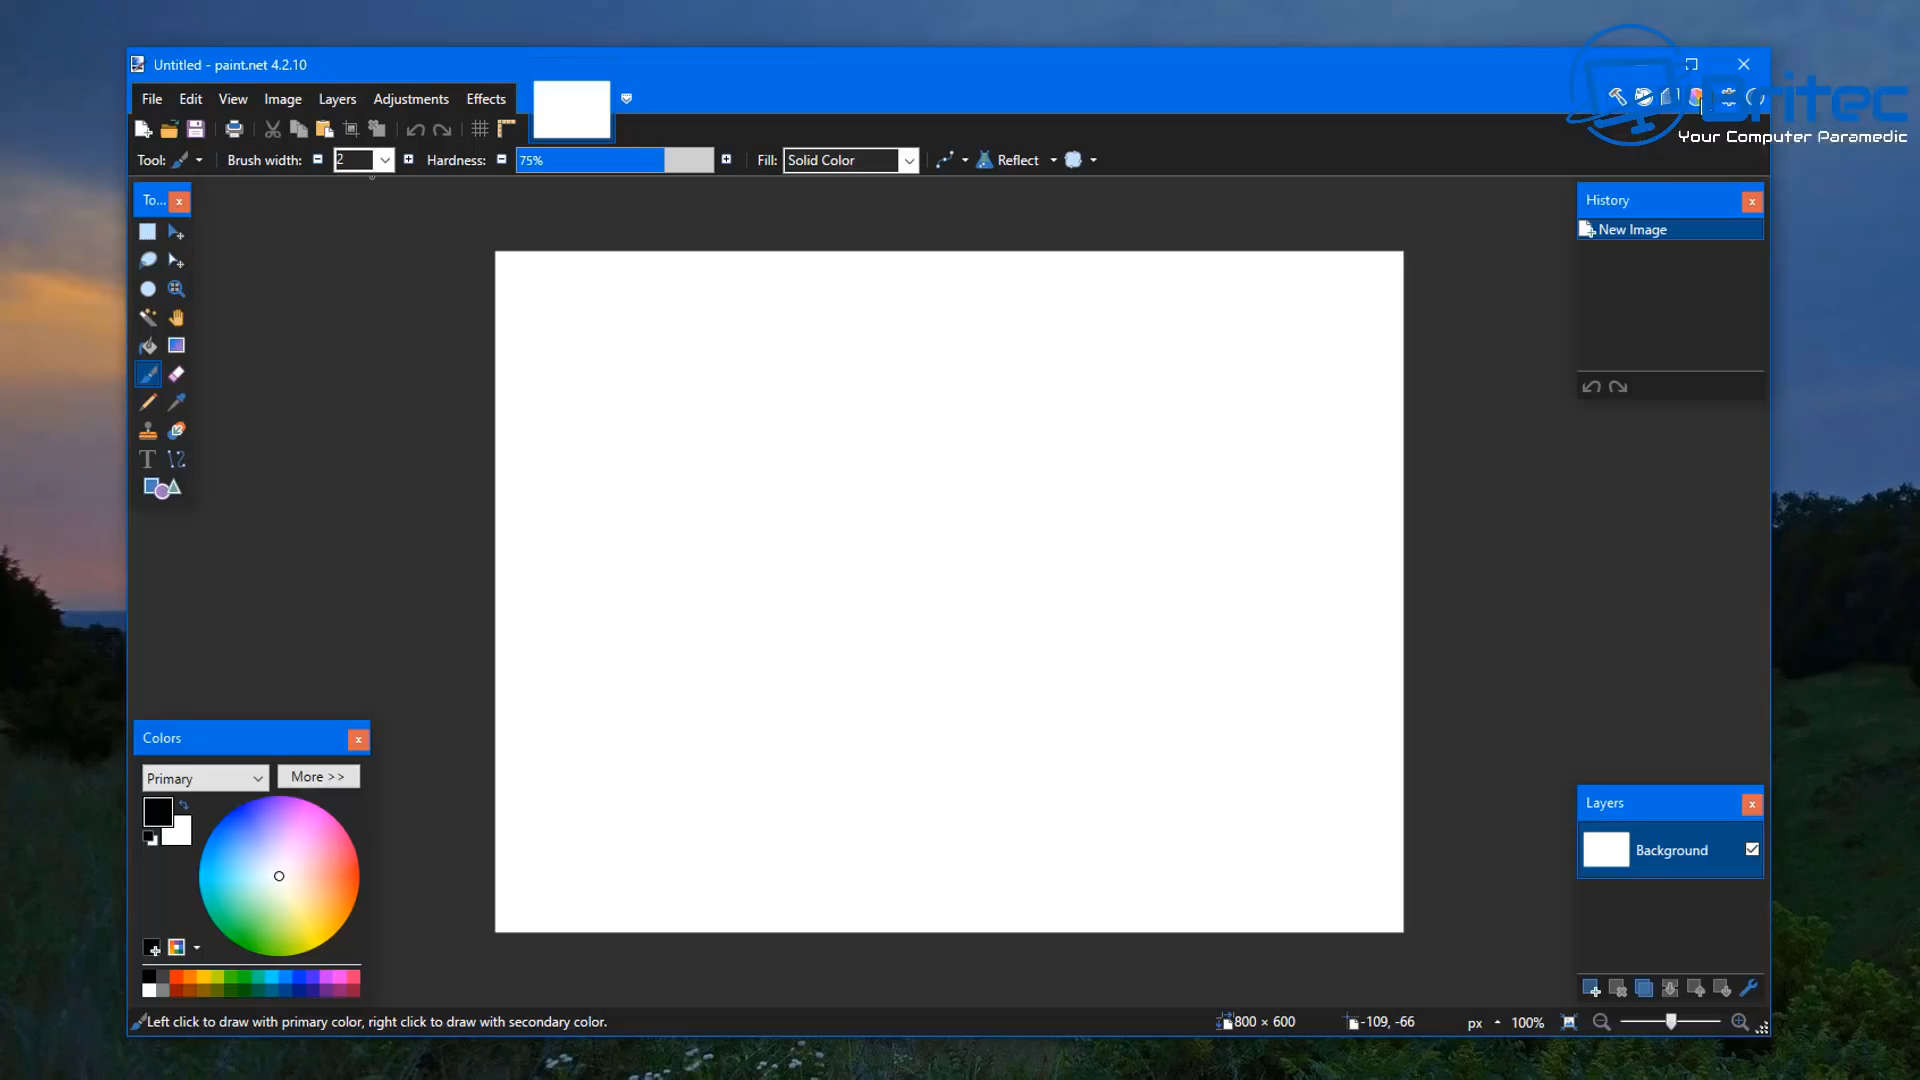 Untitled - paint.net 4.2.10
File Edit View Image Layers Adjustments Effects
Britec
Your Computer Paramedic
Tool: Brush width: 2 Hardness: 75% Fill: Solid Color Reflect
To... x
History x
New Image
Colors x
Primary More >>
Layers x
Background
Left click to draw with primary color, right click to draw with secondary color.
800 × 600 -109, -66 px 100%